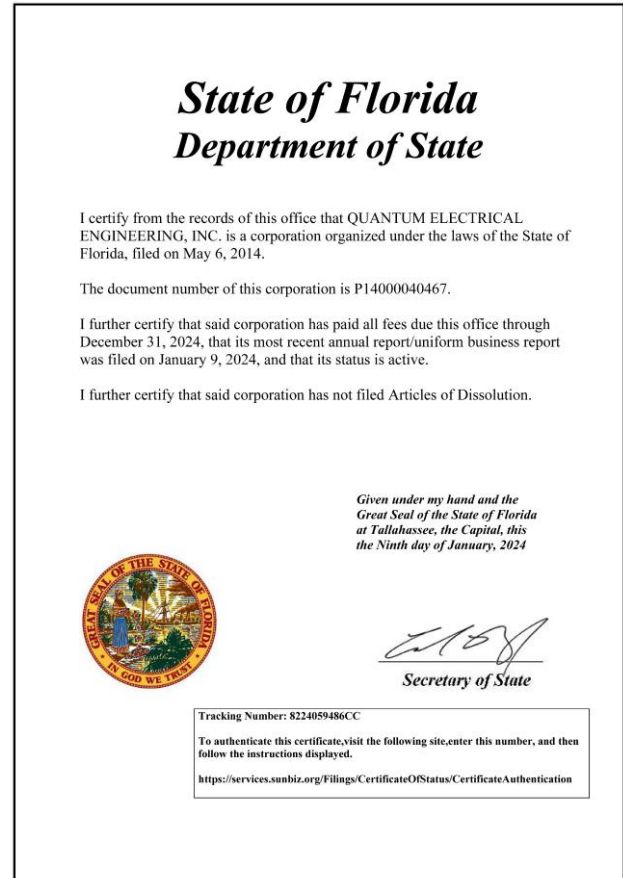 State of Florida
Department of State
I certify from the records of this office that QUANTUM ELECTRICAL
ENGINEERING, INC. is a corporation organized under the laws of the State of
Florida, filed on May 6, 2014.
The document number of this corporation is P14000040467.
I further certify that said corporation has paid all fees due this office through
December 31, 2024, that its most recent annual report/uniform business report
was filed on January 9, 2024, and that its status is active.
I further certify that said corporation has not filed Articles of Dissolution.
Given under my hand and the
Great Seal of the State of Florida
at Tallahassee, the Capital, this
the Ninth day of January, 2024
GREAT SEAL OF THE STATE OF FLORIDA
IN GOD WE TRUST
Secretary of State
Tracking Number: 8224059486CC
To authenticate this certificate,visit the following site,enter this number, and then
follow the instructions displayed.
https://services.sunbiz.org/Filings/CertificateOfStatus/CertificateAuthentication